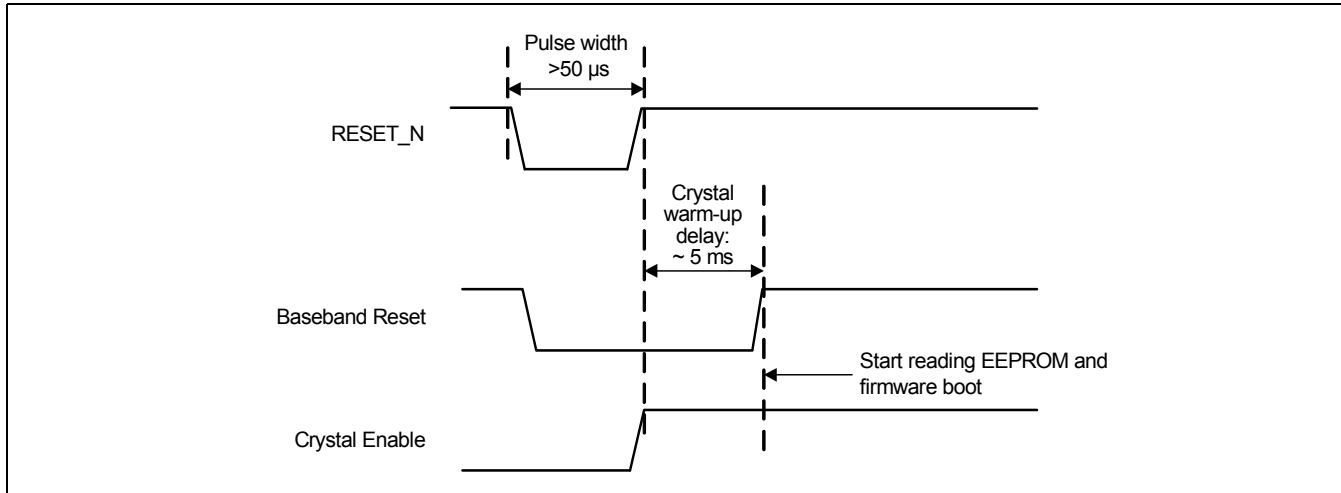 Pulse width
>50 µs
RESET_N
Crystal
warm-up
delay:
~ 5 ms
Baseband Reset
Start reading EEPROM and
firmware boot
Crystal Enable